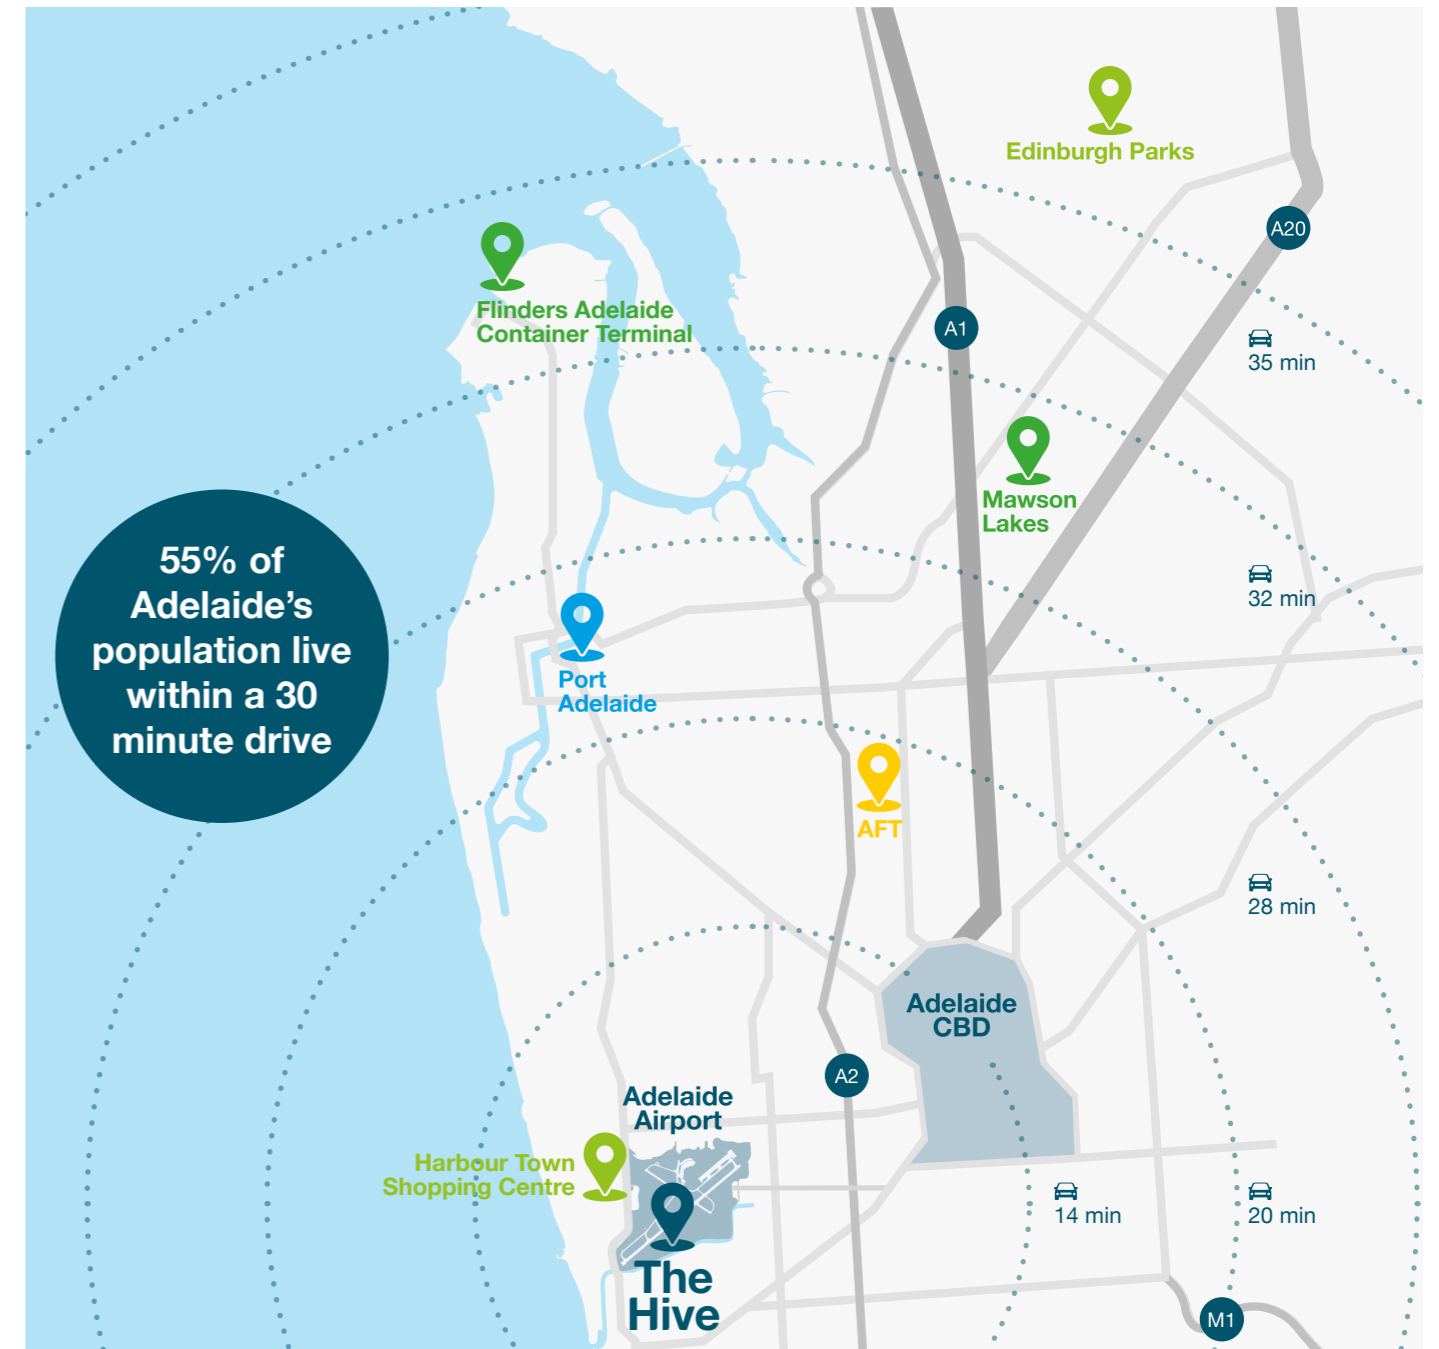 Edinburgh Parks
A20
Flinders Adelaide
Container Terminal
A1
35 min
Mawson
Lakes
55% of
Adelaide’s
population live
within a 30
minute drive
32 min
Port
Adelaide
AFT
28 min
Adelaide
CBD
A2
Adelaide
Airport
Harbour Town
Shopping Centre
14 min
20 min
The
Hive
M1